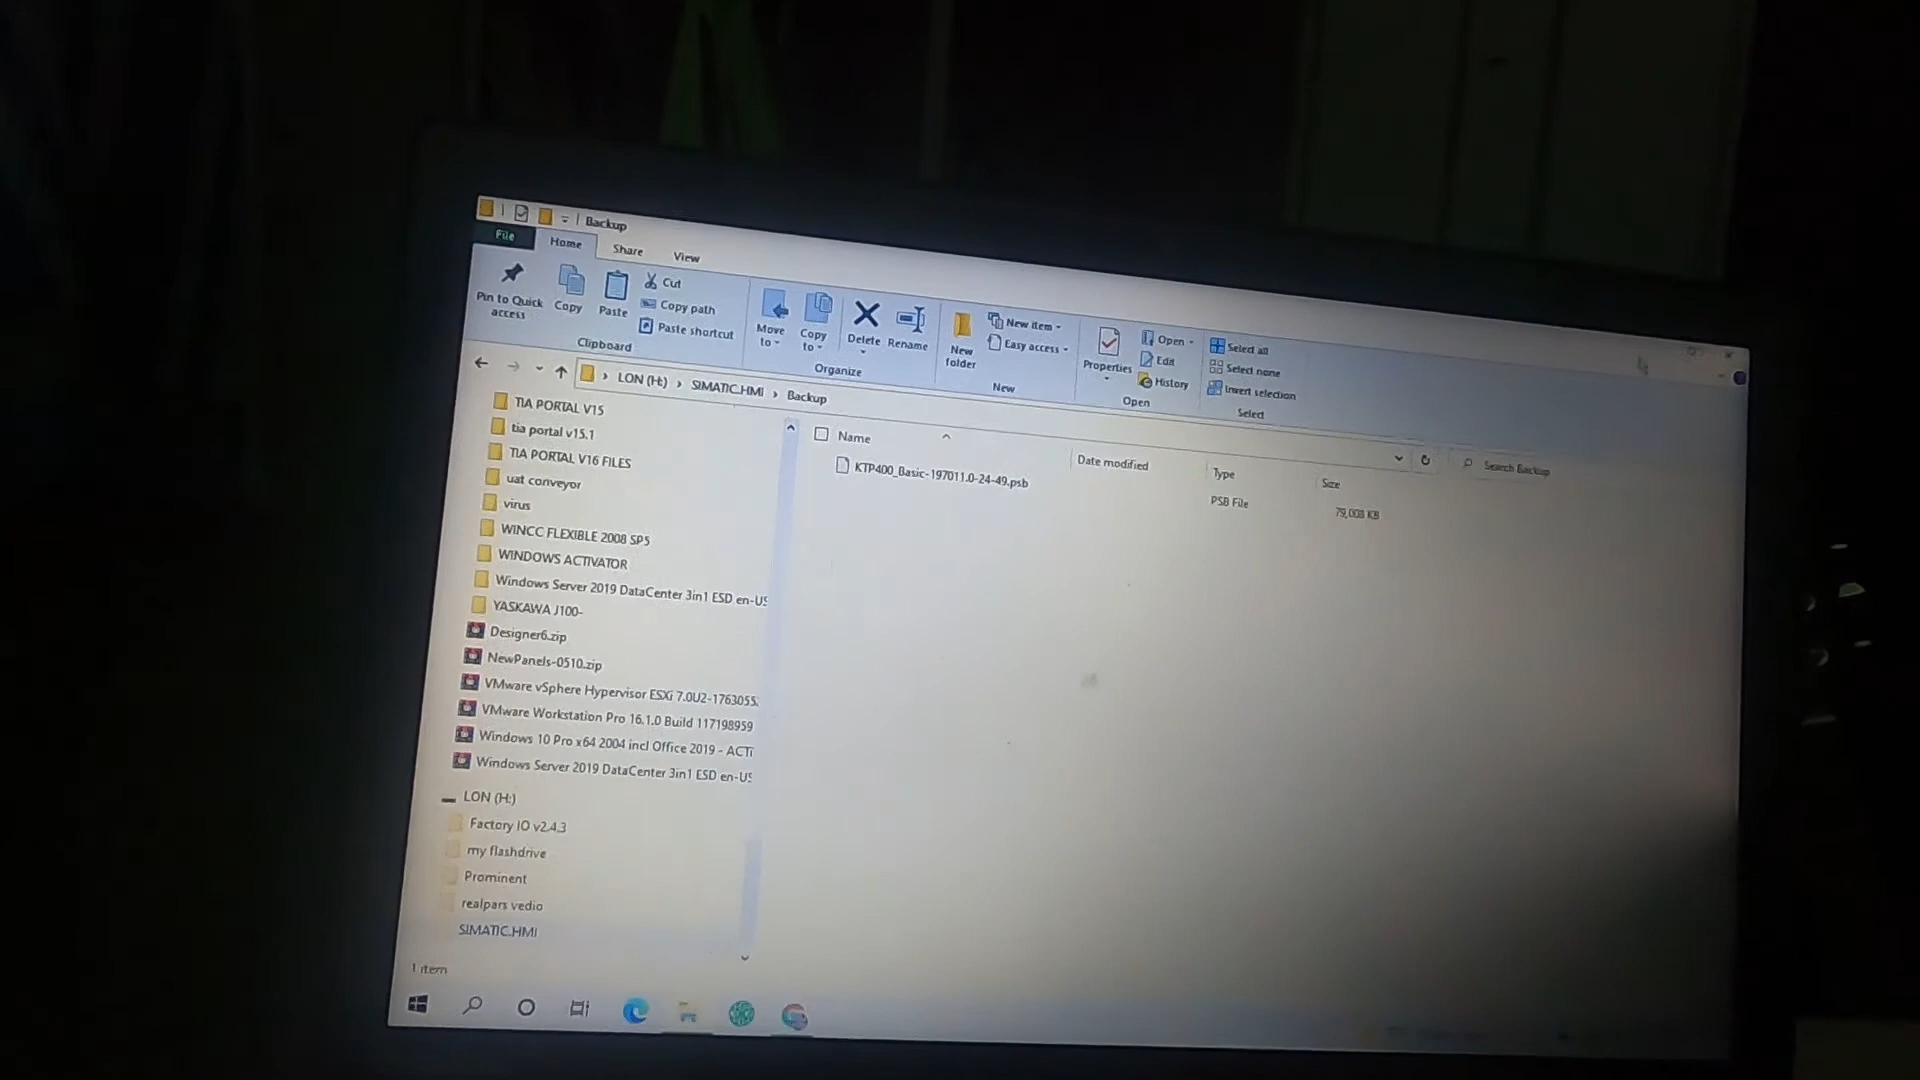 Backup
File Home Share View
Pin to Quick access
Copy
Paste
Cut
Copy path
Paste shortcut
Clipboard
Move to
Copy to
Delete
Rename
Organize
New folder
New item
Easy access
New
Properties
Open
Edit
History
Open
Select all
Select none
Invert selection
Select
LON (H:) › SIMATIC.HMI › Backup
Search Backup
Name Date modified Type Size
KTP400_Basic-197011.0-24-49.psb PSB File 79,008 KB
TIA PORTAL V15
tia portal v15.1
TIA PORTAL V16 FILES
uat conveyor
virus
WINCC FLEXIBLE 2008 SP5
WINDOWS ACTIVATOR
Windows Server 2019 DataCenter 3in1 ESD en-US
YASKAWA J100-
Designer6.zip
NewPanels-0510.zip
VMware vSphere Hypervisor ESXi 7.0U2-1763055
VMware Workstation Pro 16.1.0 Build 117198959
Windows 10 Pro x64 2004 incl Office 2019 - ACTi
Windows Server 2019 DataCenter 3in1 ESD en-US
LON (H:)
Factory IO v2.4.3
my flashdrive
Prominent
realpars vedio
SIMATIC.HMI
1 item